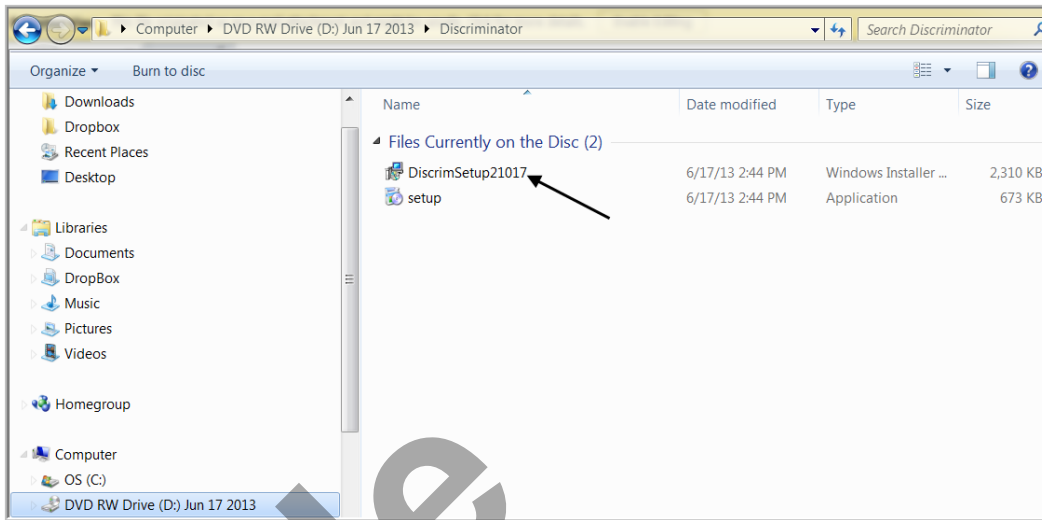 Computer DVD RW Drive (D:) Jun 17 2013 Discriminator Search Discriminator
Organize Burn to disc
Downloads
Dropbox
Recent Places
Desktop
Libraries
Documents
DropBox
Music
Pictures
Videos
Homegroup
Computer
OS (C:)
DVD RW Drive (D:) Jun 17 2013
Name Date modified Type Size
Files Currently on the Disc (2)
DiscrimSetup21017 6/17/13 2:44 PM Windows Installer ... 2,310 KB
setup 6/17/13 2:44 PM Application 673 KB